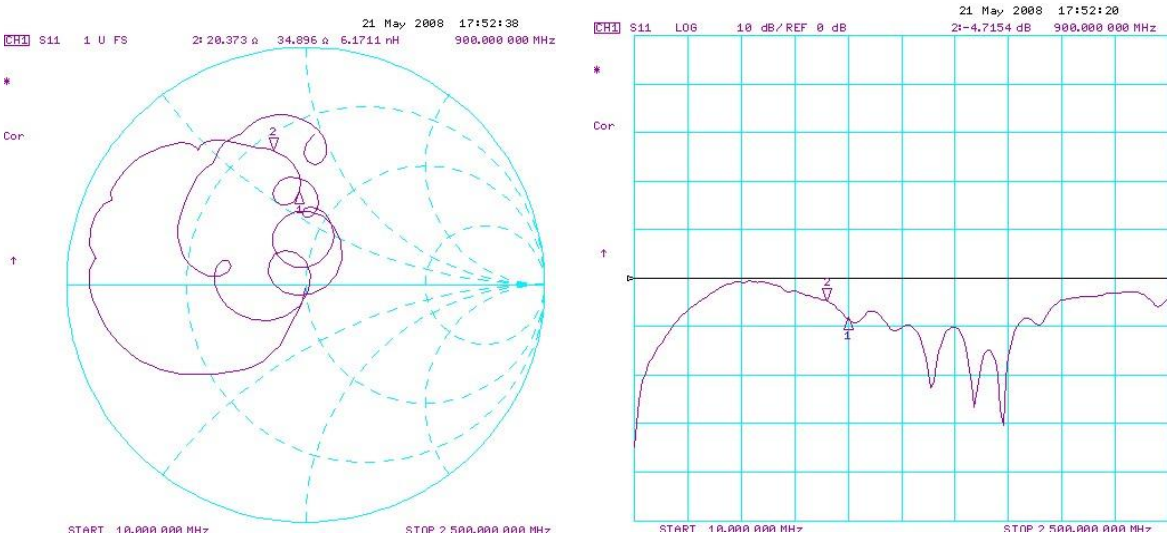 21 May 2008 17:52:38
CH1 S11 1 U FS 2: 20.373 Ω 34.896 Ω 6.1711 nH 900.000 000 MHz
*
Cor
2
1
↑
START 10.000 000 MHz STOP 2 500.000 000 MHz
21 May 2008 17:52:20
CH1 S11 LOG 10 dB/REF 0 dB 2:-4.7154 dB 900.000 000 MHz
*
Cor
↑
2
1
START 10.000 000 MHz STOP 2 500.000 000 MHz